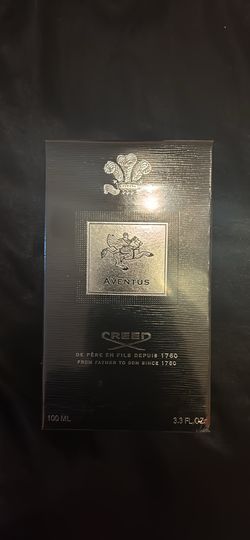 AVENTUS
CREED
DE PÈRE EN FILS DEPUIS 1760
FROM FATHER TO SON SINCE 1760
100 ML 3.3 FL.OZ